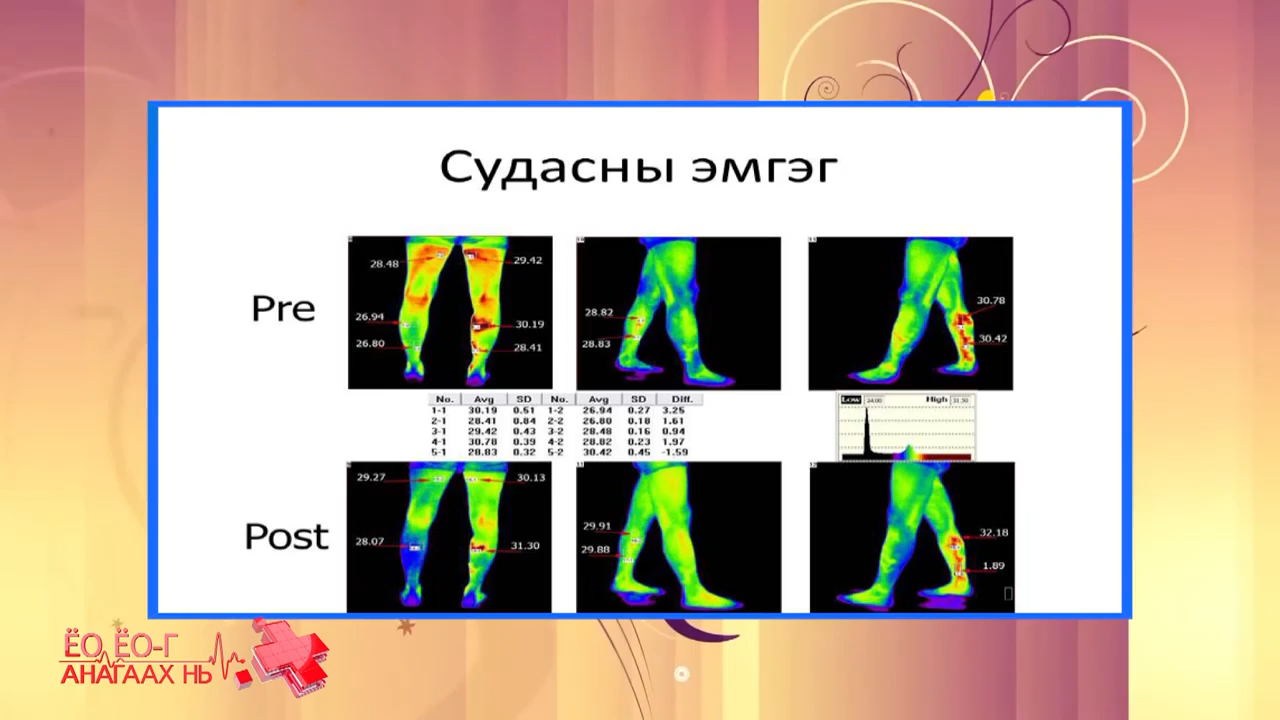 Судасны эмгэг
Pre
28.48
29.42
26.94
30.19
26.80
28.41
28.82
28.83
30.78
30.42
No. Avg SD No. Avg SD Diff.
1-1 30.19 0.51 1-2 26.94 0.27 3.25
2-1 28.41 0.84 2-2 26.80 0.18 1.61
3-1 29.42 0.43 3-2 28.48 0.16 0.94
4-1 30.78 0.39 4-2 28.82 0.23 1.97
5-1 28.83 0.32 5-2 30.42 0.45 -1.59
Low 24.00 High 31.50
Post
29.27
30.13
28.07
31.30
29.91
29.88
32.18
1.89
ЁО ЁО-Г
АНАГААХ НЬ